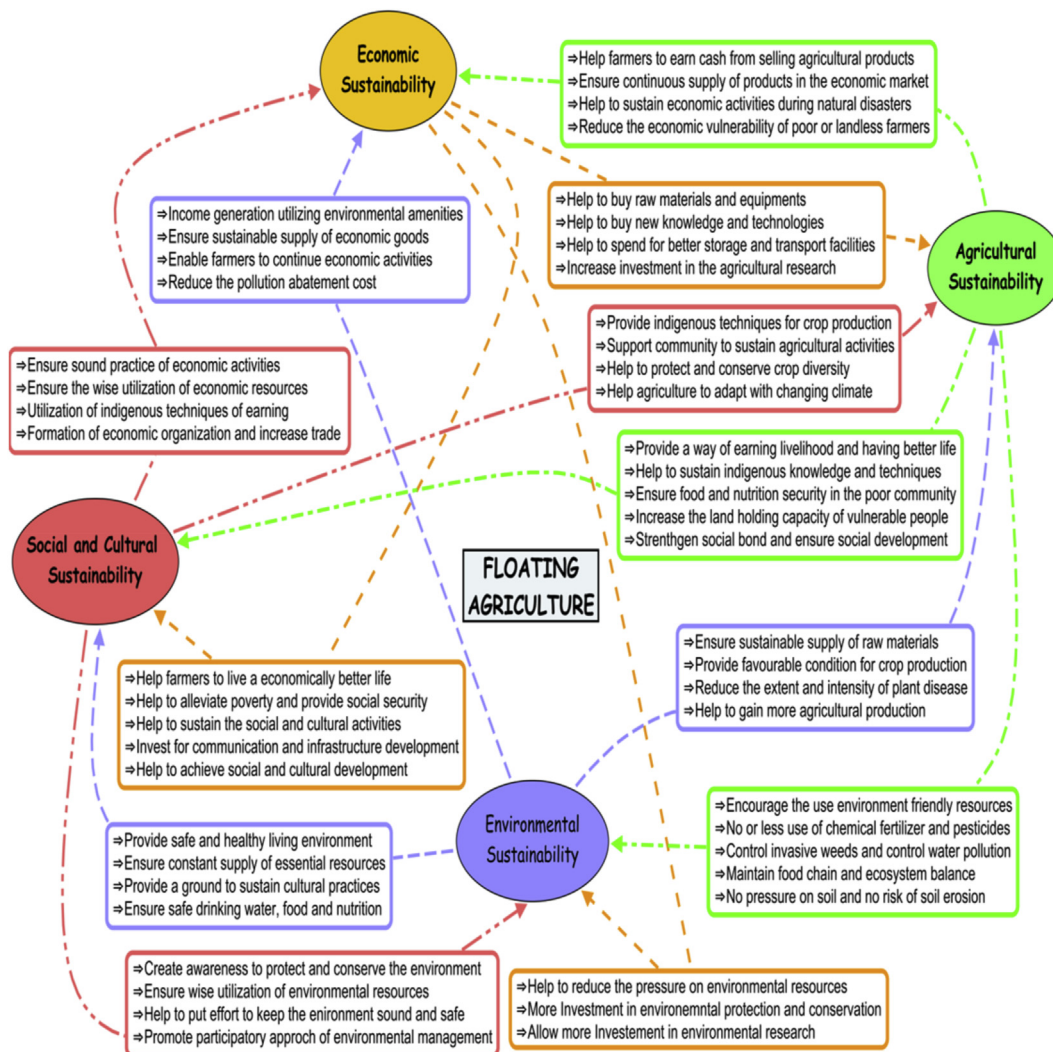 Economic
Sustainability
⇒Help farmers to earn cash from selling agricultural products
⇒Ensure continuous supply of products in the economic market
⇒Help to sustain economic activities during natural disasters
⇒Reduce the economic vulnerability of poor or landless farmers
⇒Income generation utilizing environmental amenities
⇒Ensure sustainable supply of economic goods
⇒Enable farmers to continue economic activities
⇒Reduce the pollution abatement cost
⇒Help to buy raw materials and equipments
⇒Help to buy new knowledge and technologies
⇒Help to spend for better storage and transport facilities
⇒Increase investment in the agricultural research
Agricultural
Sustainability
⇒Ensure sound practice of economic activities
⇒Ensure the wise utilization of economic resources
⇒Utilization of indigenous techniques of earning
⇒Formation of economic organization and increase trade
⇒Provide indigenous techniques for crop production
⇒Support community to sustain agricultural activities
⇒Help to protect and conserve crop diversity
⇒Help agriculture to adapt with changing climate
⇒Provide a way of earning livelihood and having better life
⇒Help to sustain indigenous knowledge and techniques
⇒Ensure food and nutrition security in the poor community
⇒Increase the land holding capacity of vulnerable people
⇒Strenthgen social bond and ensure social development
Social and Cultural
Sustainability
FLOATING
AGRICULTURE
⇒Ensure sustainable supply of raw materials
⇒Provide favourable condition for crop production
⇒Reduce the extent and intensity of plant disease
⇒Help to gain more agricultural production
⇒Help farmers to live a economically better life
⇒Help to alleviate poverty and provide social security
⇒Help to sustain the social and cultural activities
⇒Invest for communication and infrastructure development
⇒Help to achieve social and cultural development
Environmental
Sustainability
⇒Encourage the use environment friendly resources
⇒No or less use of chemical fertilizer and pesticides
⇒Control invasive weeds and control water pollution
⇒Maintain food chain and ecosystem balance
⇒No pressure on soil and no risk of soil erosion
⇒Provide safe and healthy living environment
⇒Ensure constant supply of essential resources
⇒Provide a ground to sustain cultural practices
⇒Ensure safe drinking water, food and nutrition
⇒Create awareness to protect and conserve the environment
⇒Ensure wise utilization of environmental resources
⇒Help to put effort to keep the enironment sound and safe
⇒Promote participatory approch of environmental management
⇒Help to reduce the pressure on environmental resources
⇒More Investment in environemntal protection and conservation
⇒Allow more Investement in environmental research